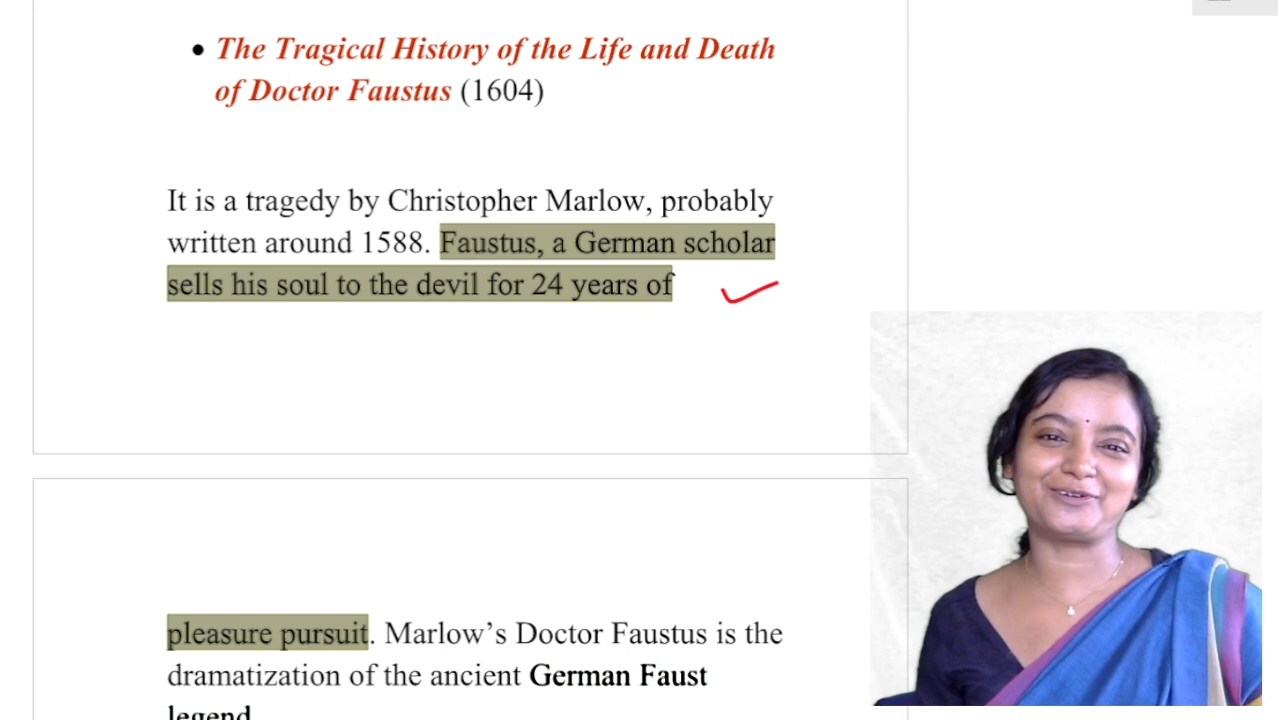 • The Tragical History of the Life and Death
of Doctor Faustus (1604)
It is a tragedy by Christopher Marlow, probably
written around 1588. Faustus, a German scholar
sells his soul to the devil for 24 years of
pleasure pursuit. Marlow’s Doctor Faustus is the
dramatization of the ancient German Faust
legend